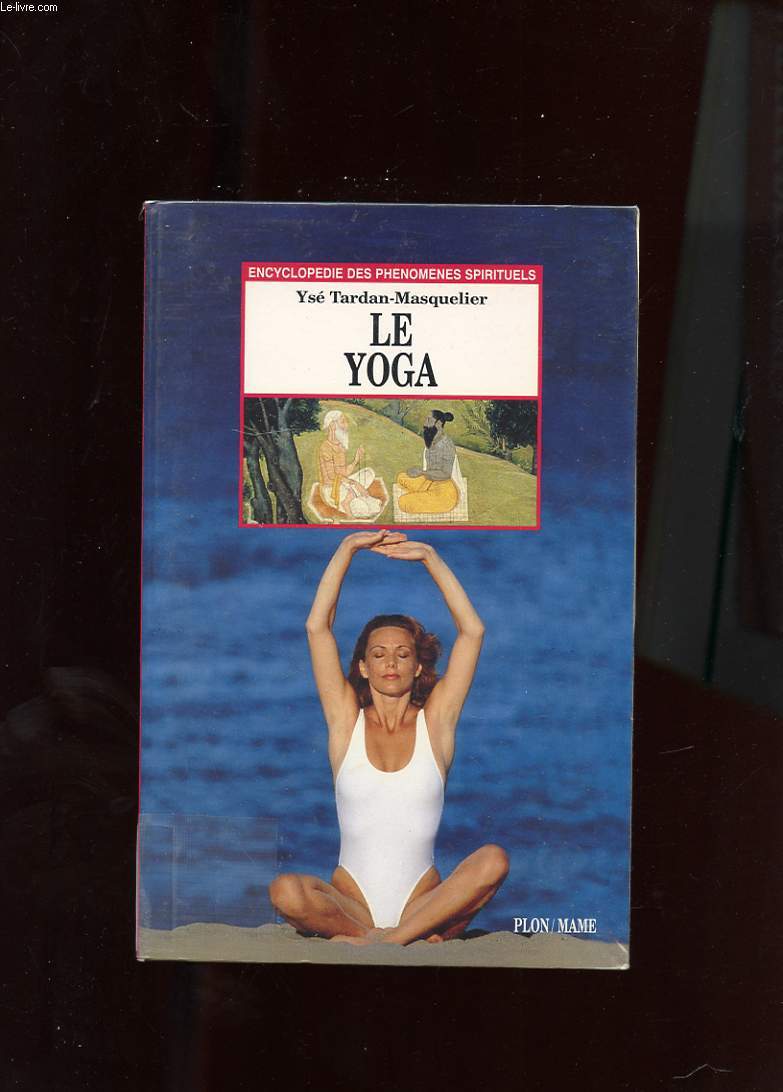 Le-livre.com
ENCYCLOPEDIE DES PHENOMENES SPIRITUELS
Ysé Tardan-Masquelier
LE
YOGA
PLON/MAME